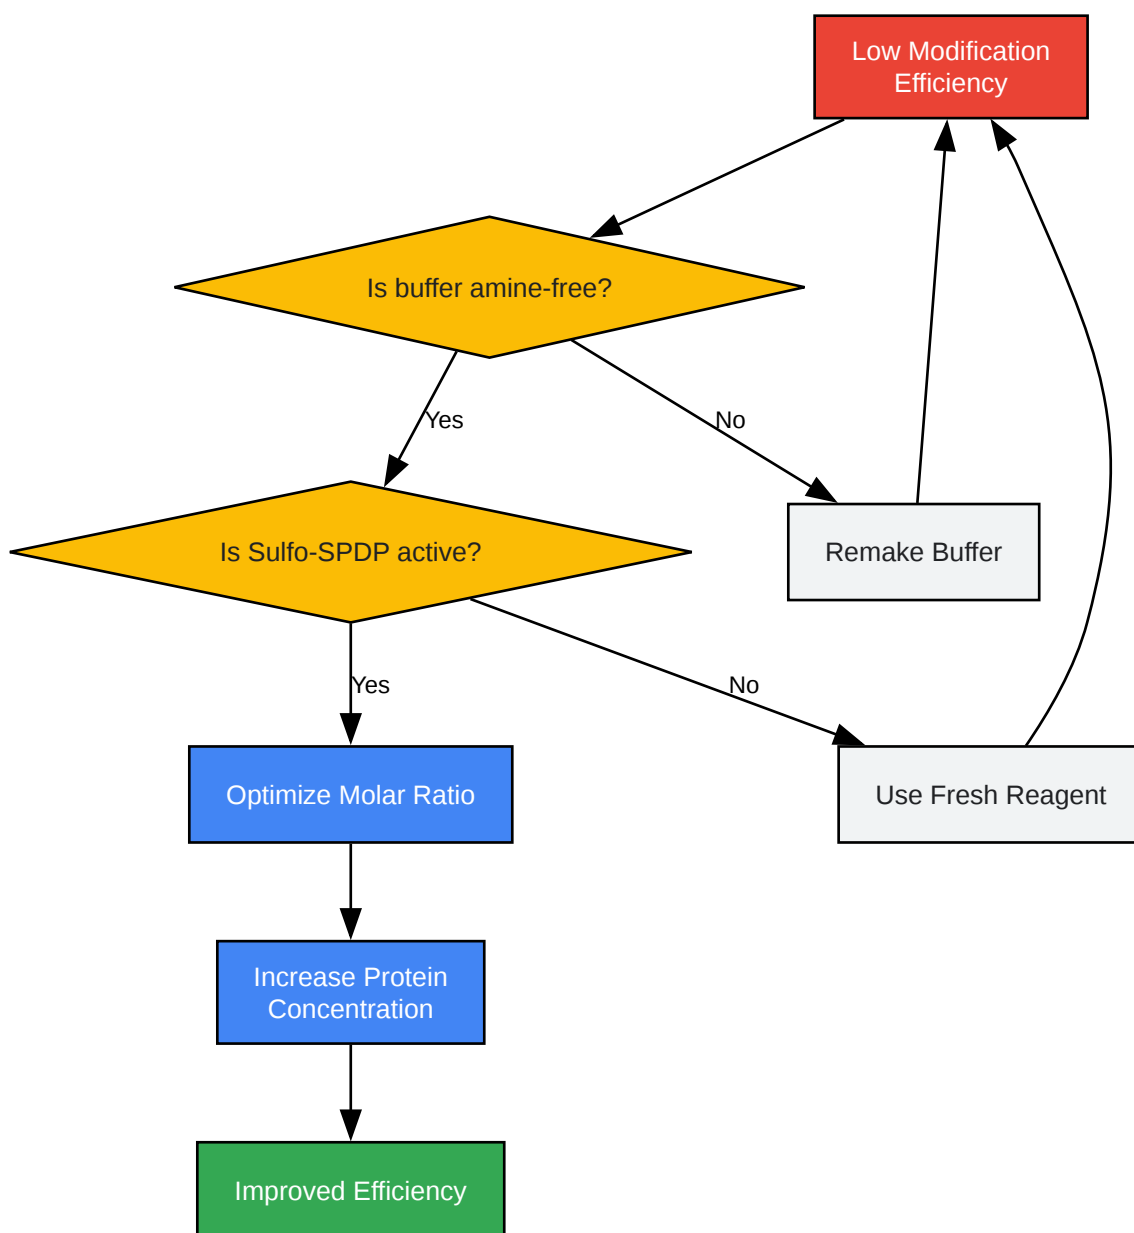 Low Modification
Efficiency
Is buffer amine-free?
Yes
No
Is Sulfo-SPDP active?
Remake Buffer
Yes
No
Optimize Molar Ratio
Use Fresh Reagent
Increase Protein
Concentration
Improved Efficiency